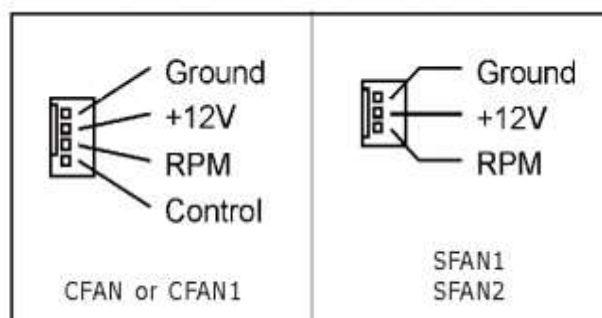 Ground
+12V
RPM
Control
CFAN or CFAN1
Ground
+12V
RPM
SFAN1
SFAN2